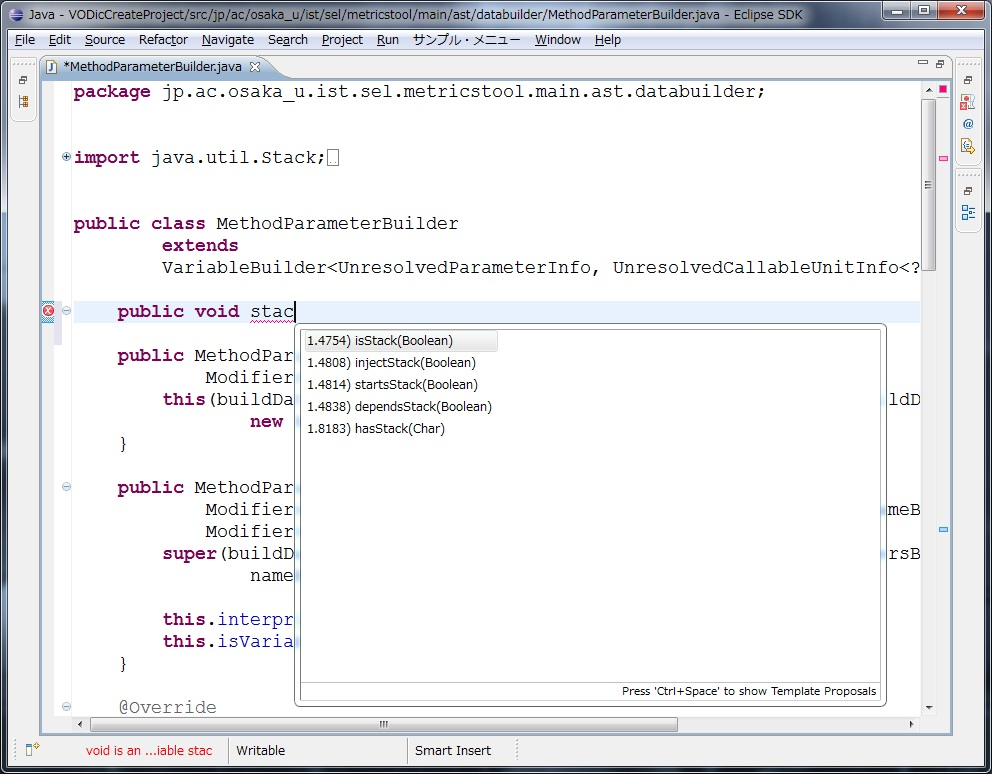 Java - VODicCreateProject/src/jp/ac/osaka_u/ist/sel/metricstool/main/ast/databuilder/MethodParameterBuilder.java - Eclipse SDK
File Edit Source Refactor Navigate Search Project Run サンプル・メニュー Window Help
*MethodParameterBuilder.java
package jp.ac.osaka_u.ist.sel.metricstool.main.ast.databuilder;
import java.util.Stack;
public class MethodParameterBuilder
extends
VariableBuilder<UnresolvedParameterInfo, UnresolvedCallableUnitInfo<?
public void stac
1.4754) isStack(Boolean)
1.4808) injectStack(Boolean)
1.4814) startsStack(Boolean)
1.4838) dependsStack(Boolean)
1.8183) hasStack(Char)
Press 'Ctrl+Space' to show Template Proposals
public MethodPar
Modifier
this(buildDa ldD
new
}
public MethodPar
Modifier meB
Modifier
super(buildD rsB
name
this.interpr
this.isVaria
}
@Override
void is an ...iable stac Writable Smart Insert